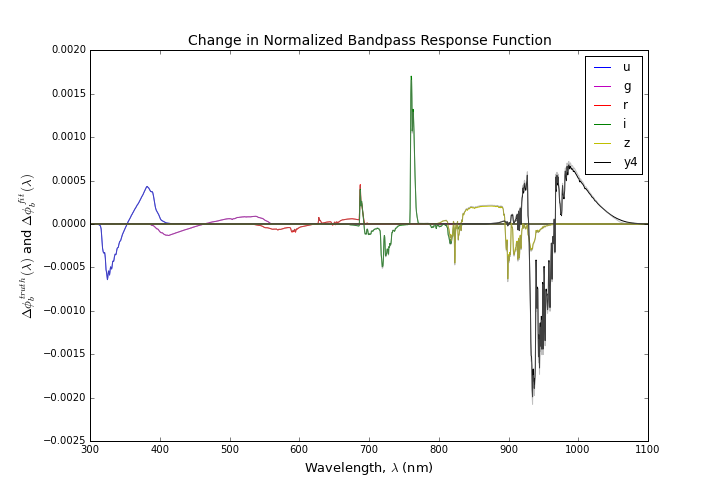 Change in Normalized Bandpass Response Function
0.0020
0.0015
0.0010
0.0005
0.0000
−0.0005
−0.0010
−0.0015
−0.0020
−0.0025
Δϕ_b^{truth}(λ) and Δϕ_b^{fit}(λ)
u
g
r
i
z
y4
300 400 500 600 700 800 900 1000 1100
Wavelength, λ (nm)